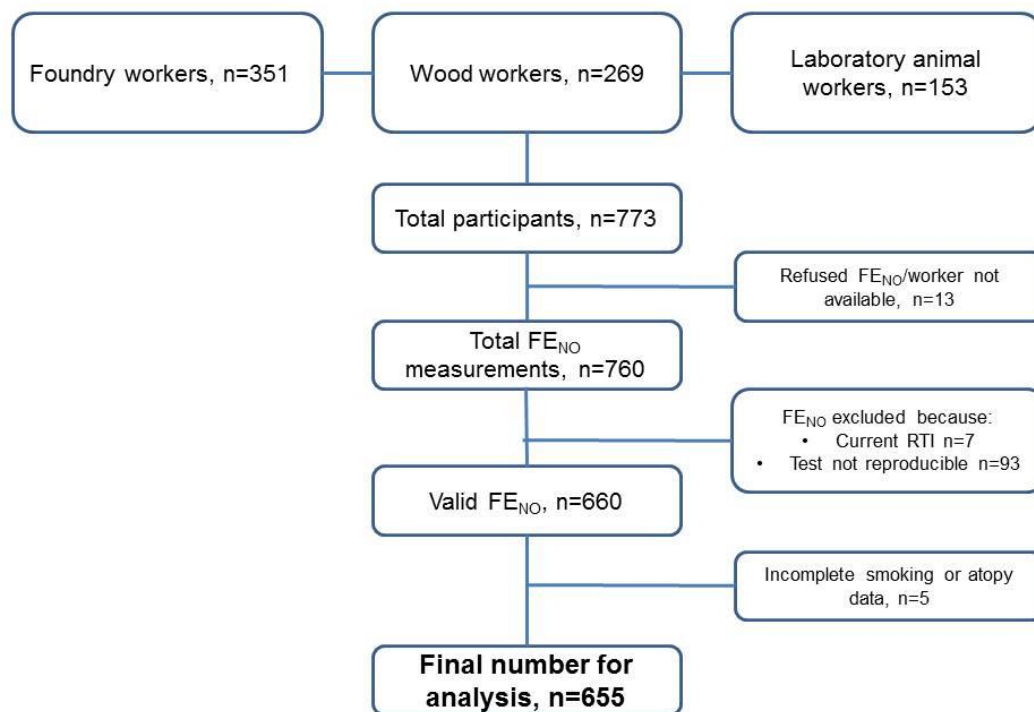 Foundry workers, n=351
Wood workers, n=269
Laboratory animal
workers, n=153
Total participants, n=773
Refused FENO/worker not
available, n=13
Total FENO
measurements, n=760
FENO excluded because:
• Current RTI n=7
• Test not reproducible n=93
Valid FENO, n=660
Incomplete smoking or atopy
data, n=5
Final number for
analysis, n=655